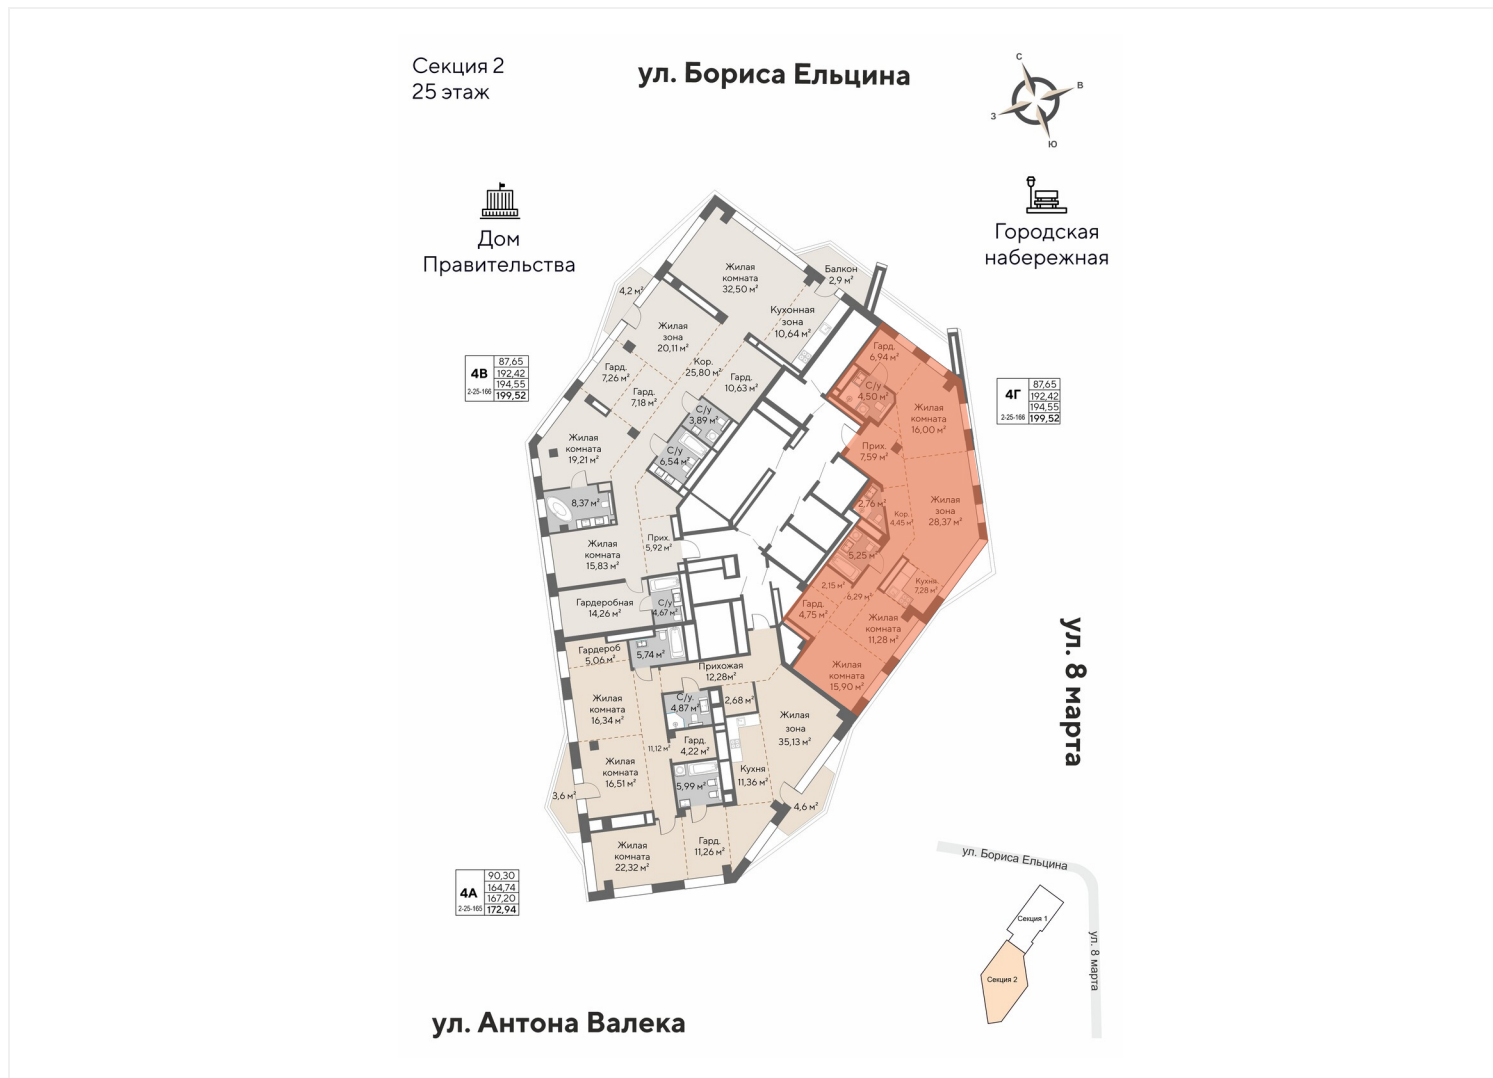 Секция 2
25 этаж
ул. Бориса Ельцина
С
В
З
Ю
Дом
Правительства
Городская
набережная
Жилая
комната
32,50 м²
Балкон
2,9 м²
4,2 м²
Кухонная
зона
10,64 м²
Жилая
зона
20,11 м²
Кор.
25,80 м²
Гард.
7,26 м²
Гард.
7,18 м²
Гард.
10,63 м²
С/у
3,89 м²
С/у
6,54 м²
Жилая
комната
19,21 м²
8,37 м²
Жилая
комната
15,83 м²
Прих.
5,92 м²
Гардеробная
14,26 м²
С/у
4,67 м²
4В
2-25-166
87,65
192,42
194,55
199,52
Гард.
6,94 м²
С/у
4,50 м²
Жилая
комната
16,00 м²
Прих.
7,59 м²
2,76 м²
Кор.
4,45 м²
Жилая
зона
28,37 м²
5,25 м²
Кухня
7,28 м²
2,15 м²
6,29 м²
Гард.
4,75 м²
Жилая
комната
11,28 м²
Жилая
комната
15,90 м²
4Г
2-25-166
87,65
192,42
194,55
199,52
ул. 8 марта
Гардероб
5,06 м²
5,74 м²
Прихожая
12,28м²
Жилая
комната
16,34 м²
С/у.
4,87 м²
2,68 м²
Жилая
зона
35,13 м²
11,12 м²
Гард.
4,22 м²
Жилая
комната
16,51 м²
5,99 м²
Кухня
11,36 м²
3,6 м²
4,6 м²
Жилая
комната
22,32 м²
Гард.
11,26 м²
4А
2-25-165
90,30
164,74
167,20
172,94
ул. Бориса Ельцина
Секция 1
Секция 2
ул. 8 марта
ул. Антона Валека